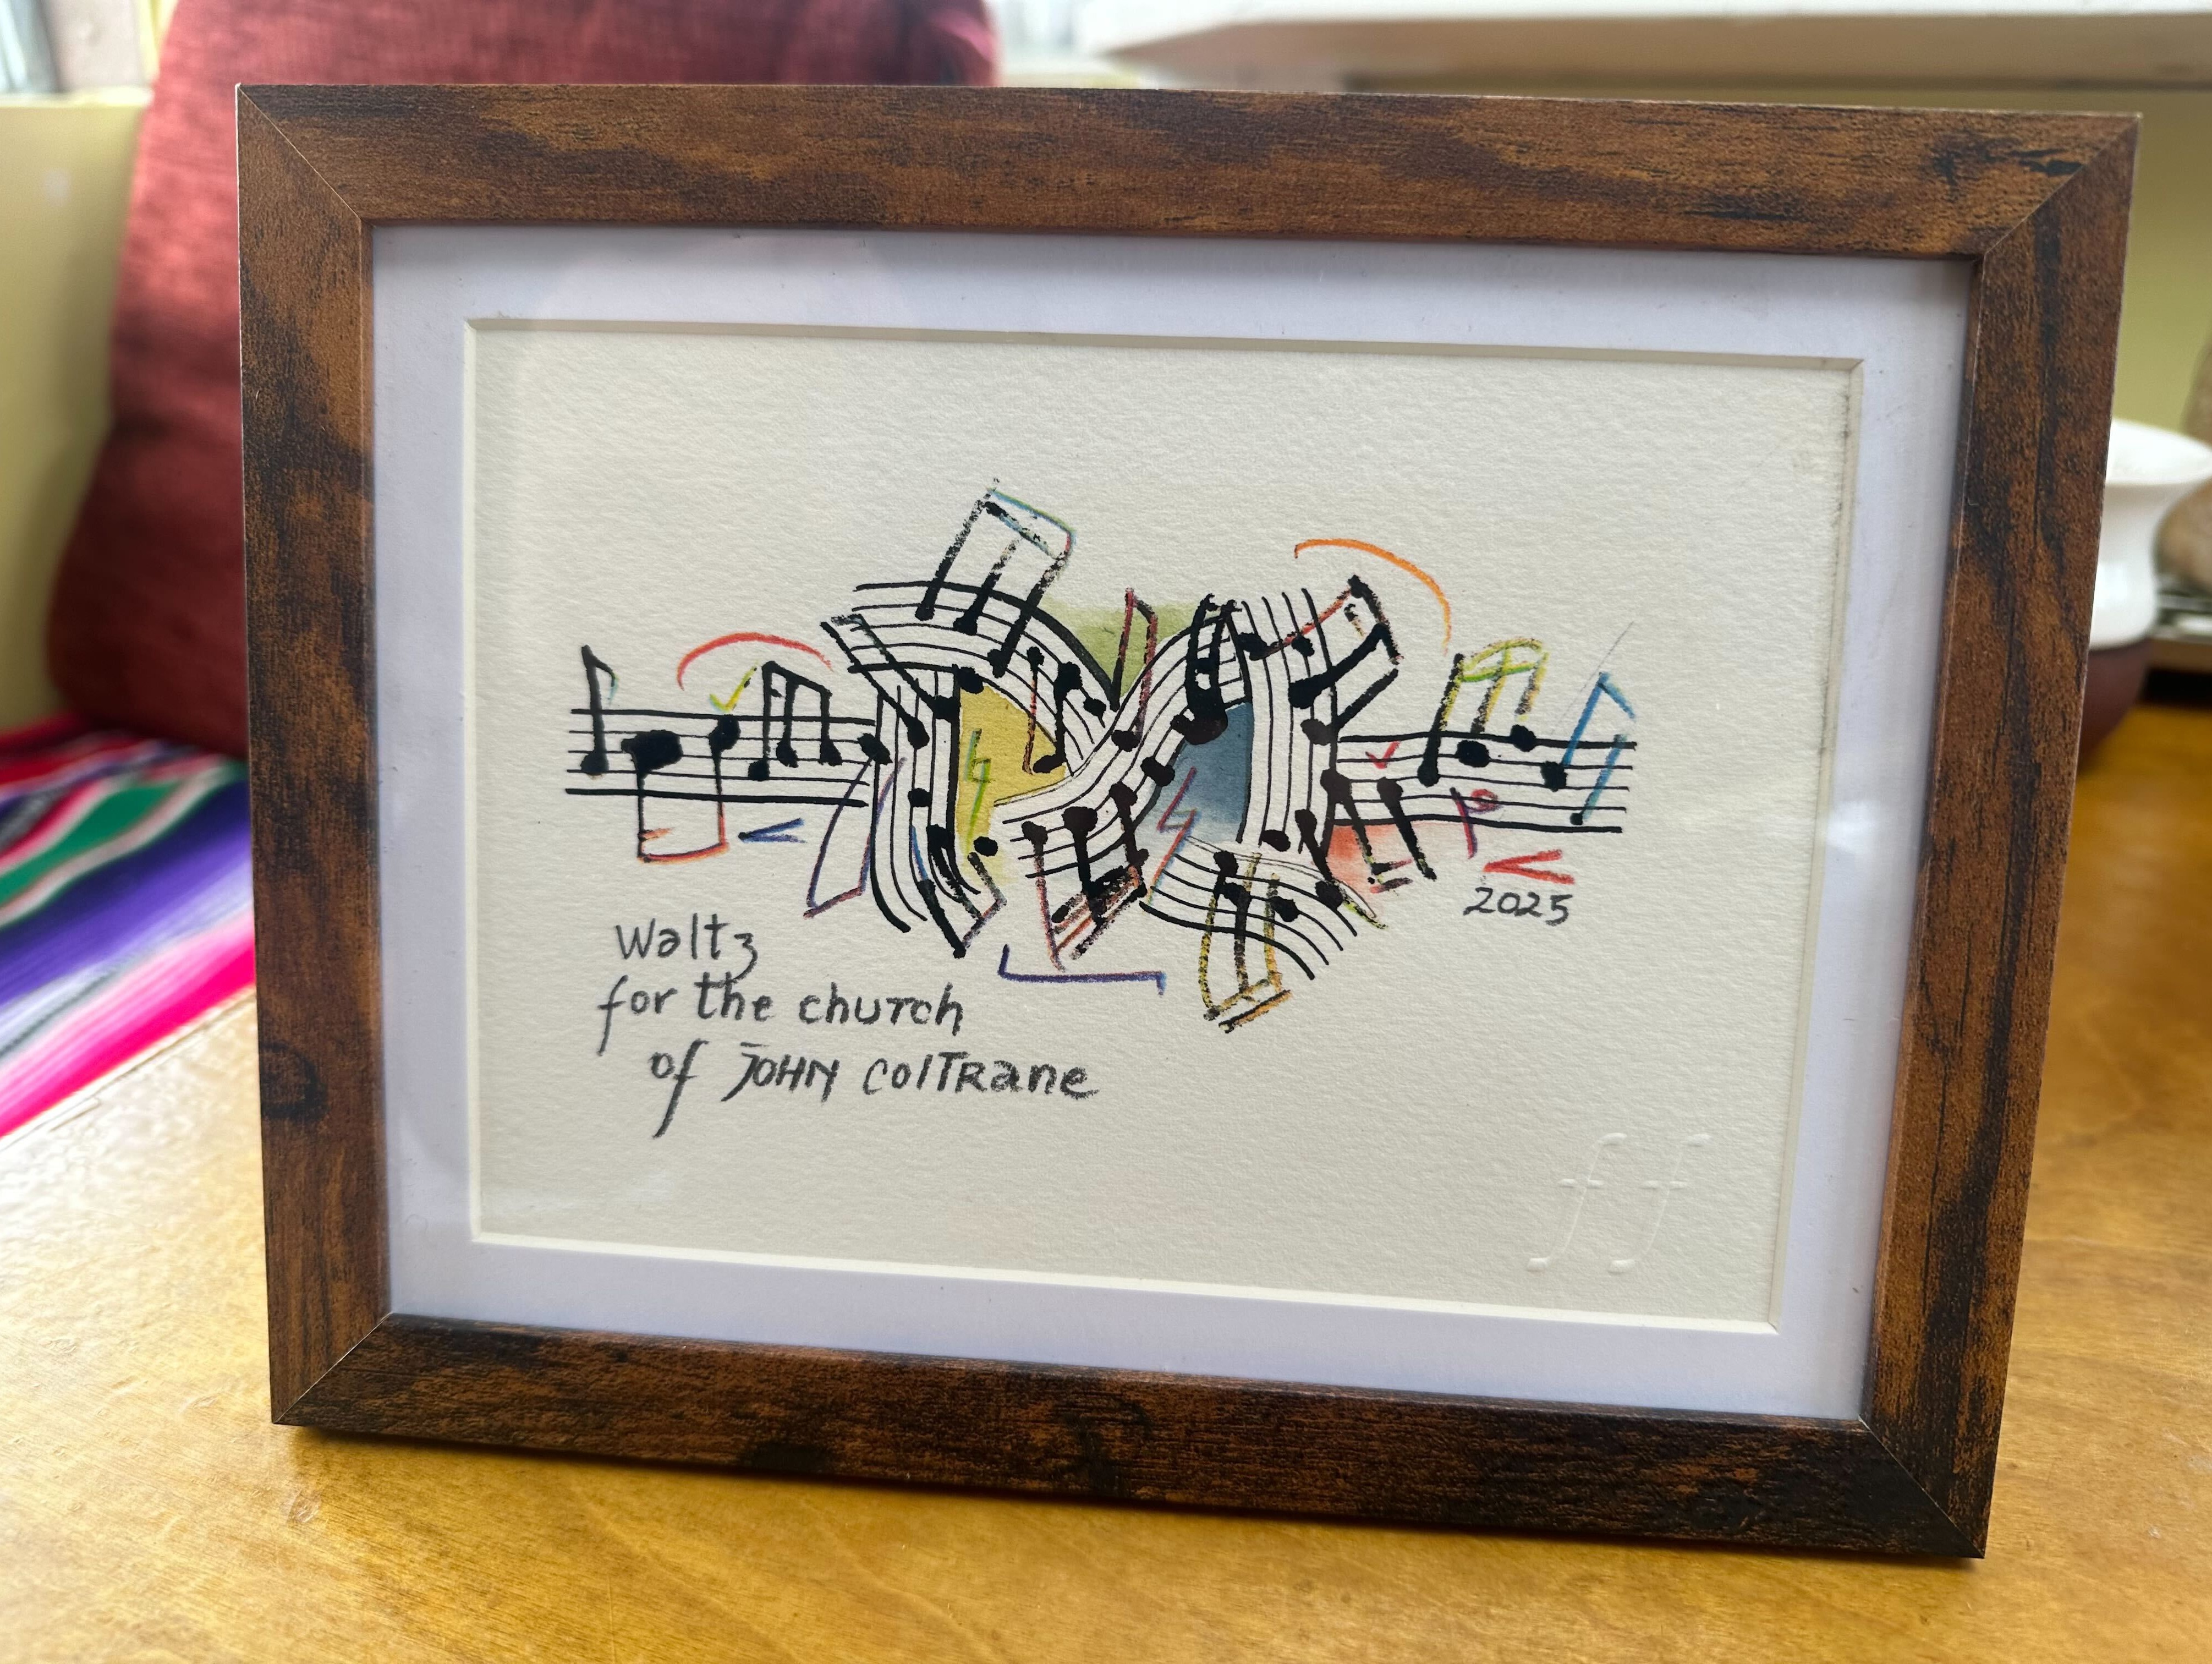 2025
Waltz
for the church
of JOHN ColTRane
ff